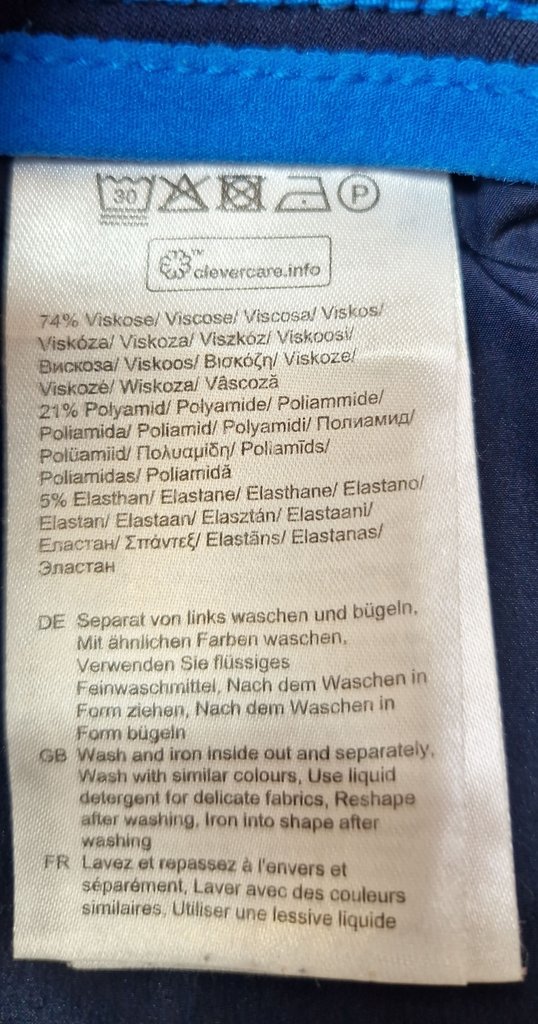 30
P
clevercare.info
74% Viskose/ Viscose/ Viscosa/ Viskos/
Viskóza/ Viskoza/ Viszkóz/ Viskoosi/
Вискоза/ Viskoos/ Βισκόζη/ Viskoze/
Viskozė/ Wiskoza/ Vâscoză
21% Polyamid/ Polyamide/ Poliammide/
Poliamida/ Poliamid/ Polyamidi/ Полиамид/
Polüamiid/ Πολυαμίδη/ Poliamīds/
Poliamidas/ Poliamidă
5% Elasthan/ Elastane/ Elasthane/ Elastano/
Elastan/ Elastaan/ Elasztán/ Elastaani/
Еластан/ Σπάντεξ/ Elastāns/ Elastanas/
Эластан
DE Separat von links waschen und bügeln,
Mit ähnlichen Farben waschen,
Verwenden Sie flüssiges
Feinwaschmittel, Nach dem Waschen in
Form ziehen, Nach dem Waschen in
Form bügeln
GB Wash and iron inside out and separately,
Wash with similar colours, Use liquid
detergent for delicate fabrics, Reshape
after washing, Iron into shape after
washing
FR Lavez et repassez à l'envers et
séparément, Laver avec des couleurs
similaires, Utiliser une lessive liquide